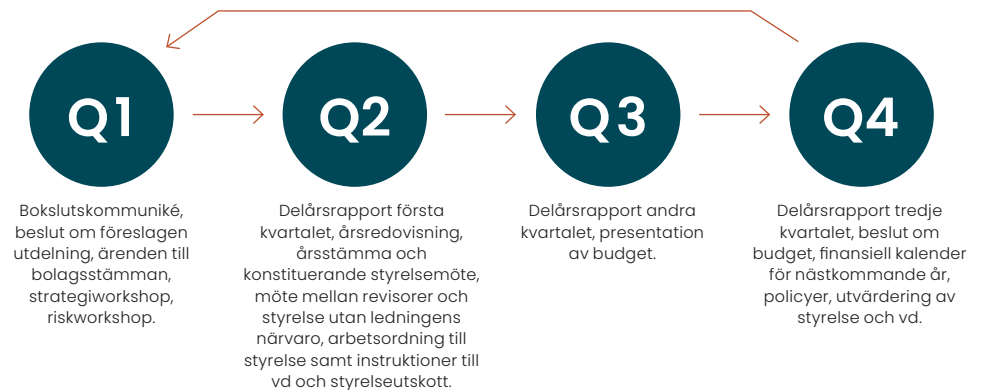 Q1
Bokslutskommuniké,
beslut om föreslagen
utdelning, ärenden till
bolagsstämman,
strategiworkshop,
riskworkshop.
Q2
Delårsrapport första
kvartalet, årsredovisning,
årsstämma och
konstituerande styrelsemöte,
möte mellan revisorer och
styrelse utan ledningens
närvaro, arbetsordning till
styrelse samt instruktioner till
vd och styrelseutskott.
Q3
Delårsrapport andra
kvartalet, presentation
av budget.
Q4
Delårsrapport tredje
kvartalet, beslut om
budget, finansiell kalender
för nästkommande år,
policyer, utvärdering av
styrelse och vd.